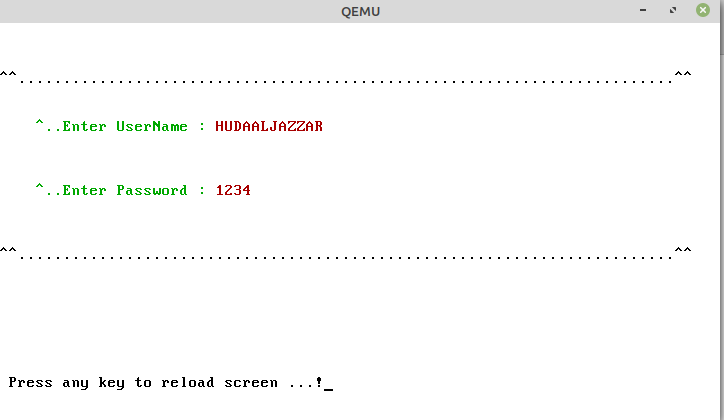 QEMU
^^.........................................................................^^
^..Enter UserName : HUDAALJAZZAR
^..Enter Password : 1234
^^.........................................................................^^
Press any key to reload screen ...!_